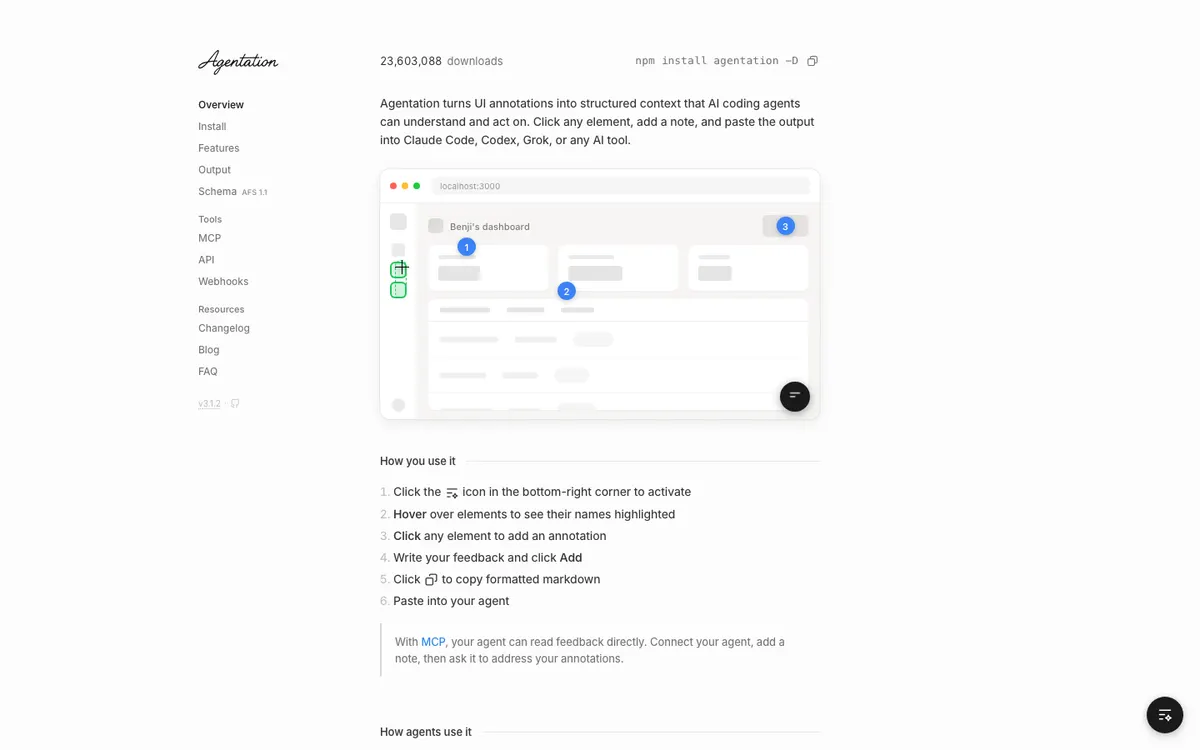 Agentation
23,603,088 downloads
npm install agentation -D
Overview
Install
Features
Output
Schema AFS 1.1
Tools
MCP
API
Webhooks
Resources
Changelog
Blog
FAQ
v3.1.2
Agentation turns UI annotations into structured context that AI coding agents
can understand and act on. Click any element, add a note, and paste the output
into Claude Code, Codex, Grok, or any AI tool.
localhost:3000
Benji's dashboard
3
1
2
How you use it
1. Click the icon in the bottom-right corner to activate
2. Hover over elements to see their names highlighted
3. Click any element to add an annotation
4. Write your feedback and click Add
5. Click to copy formatted markdown
6. Paste into your agent
With MCP, your agent can read feedback directly. Connect your agent, add a
note, then ask it to address your annotations.
How agents use it